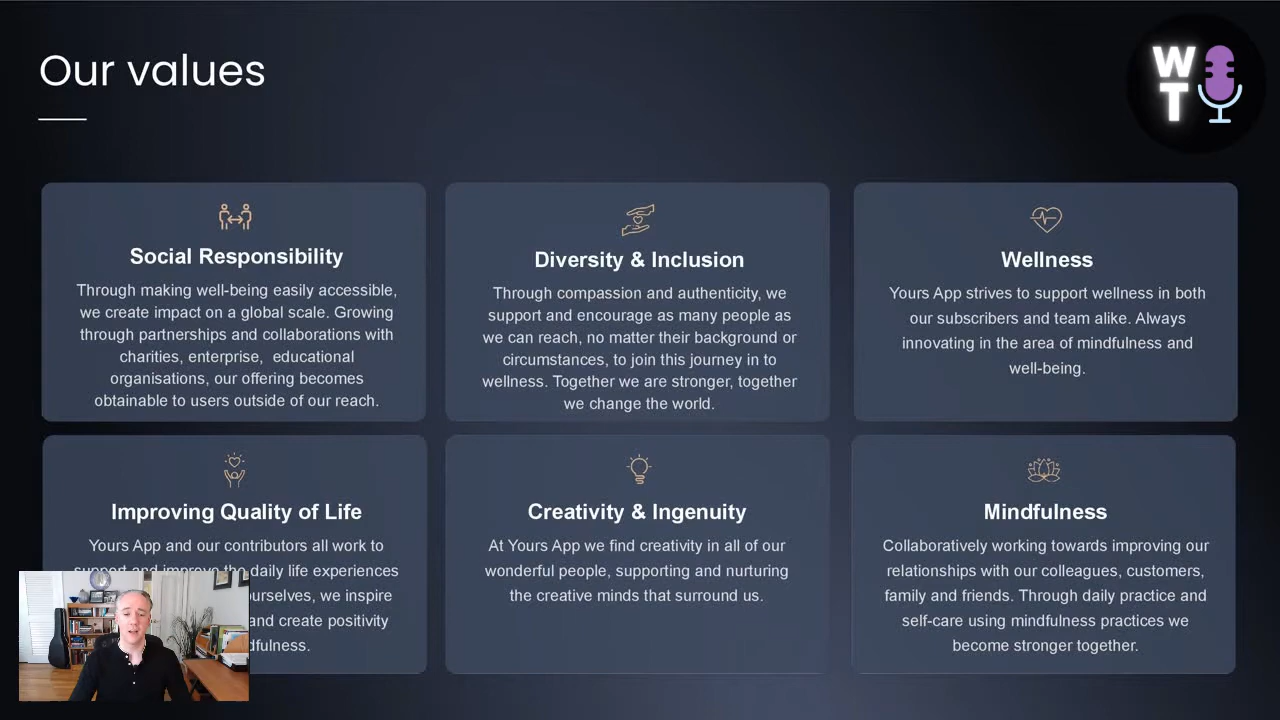 Our values
W
T
Social Responsibility
Through making well-being easily accessible,
we create impact on a global scale. Growing
through partnerships and collaborations with
charities, enterprise, educational
organisations, our offering becomes
obtainable to users outside of our reach.
Diversity & Inclusion
Through compassion and authenticity, we
support and encourage as many people as
we can reach, no matter their background or
circumstances, to join this journey in to
wellness. Together we are stronger, together
we change the world.
Wellness
Yours App strives to support wellness in both
our subscribers and team alike. Always
innovating in the area of mindfulness and
well-being.
Improving Quality of Life
Yours App and our contributors all work to
support and improve the daily life experiences
ourselves, we inspire
and create positivity
dfulness.
Creativity & Ingenuity
At Yours App we find creativity in all of our
wonderful people, supporting and nurturing
the creative minds that surround us.
Mindfulness
Collaboratively working towards improving our
relationships with our colleagues, customers,
family and friends. Through daily practice and
self-care using mindfulness practices we
become stronger together.